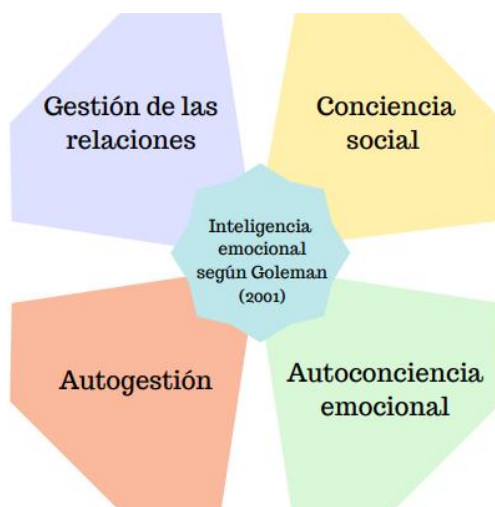 Gestión de las
relaciones
Conciencia
social
Inteligencia
emocional
según Goleman
(2001)
Autogestión
Autoconciencia
emocional